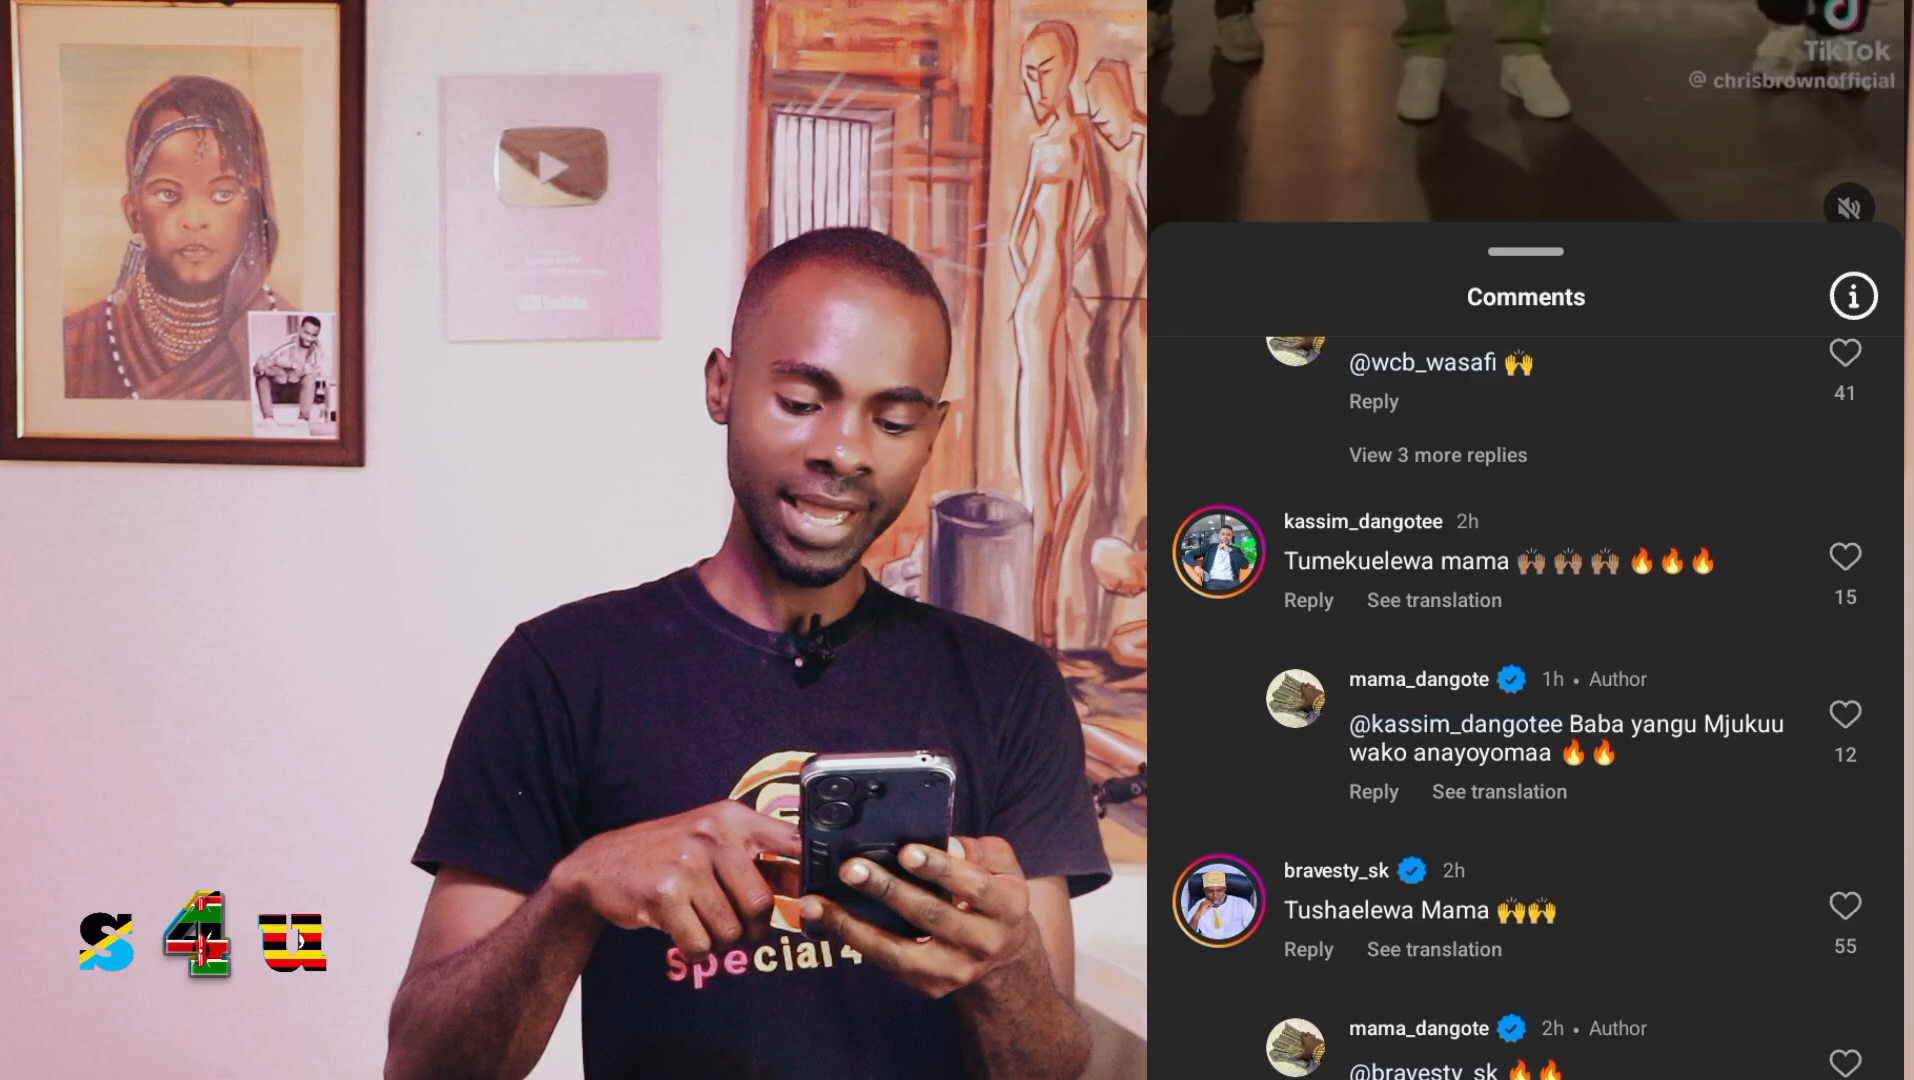 TikTok
@ chrisbrownofficial
Comments
@wcb_wasafi 🙌
41
Reply
View 3 more replies
kassim_dangotee 2h
Tumekuelewa mama 🙌🏽 🙌🏽 🙌🏽 🔥 🔥 🔥
15
Reply See translation
mama_dangote 1h • Author
@kassim_dangotee Baba yangu Mjukuu
wako anayoyomaa 🔥 🔥
12
Reply See translation
bravesty_sk 2h
Tushaelewa Mama 🙌🙌
55
Reply See translation
mama_dangote 2h • Author
@bravesty_sk 🔥 🔥
s 4 u
Special 4